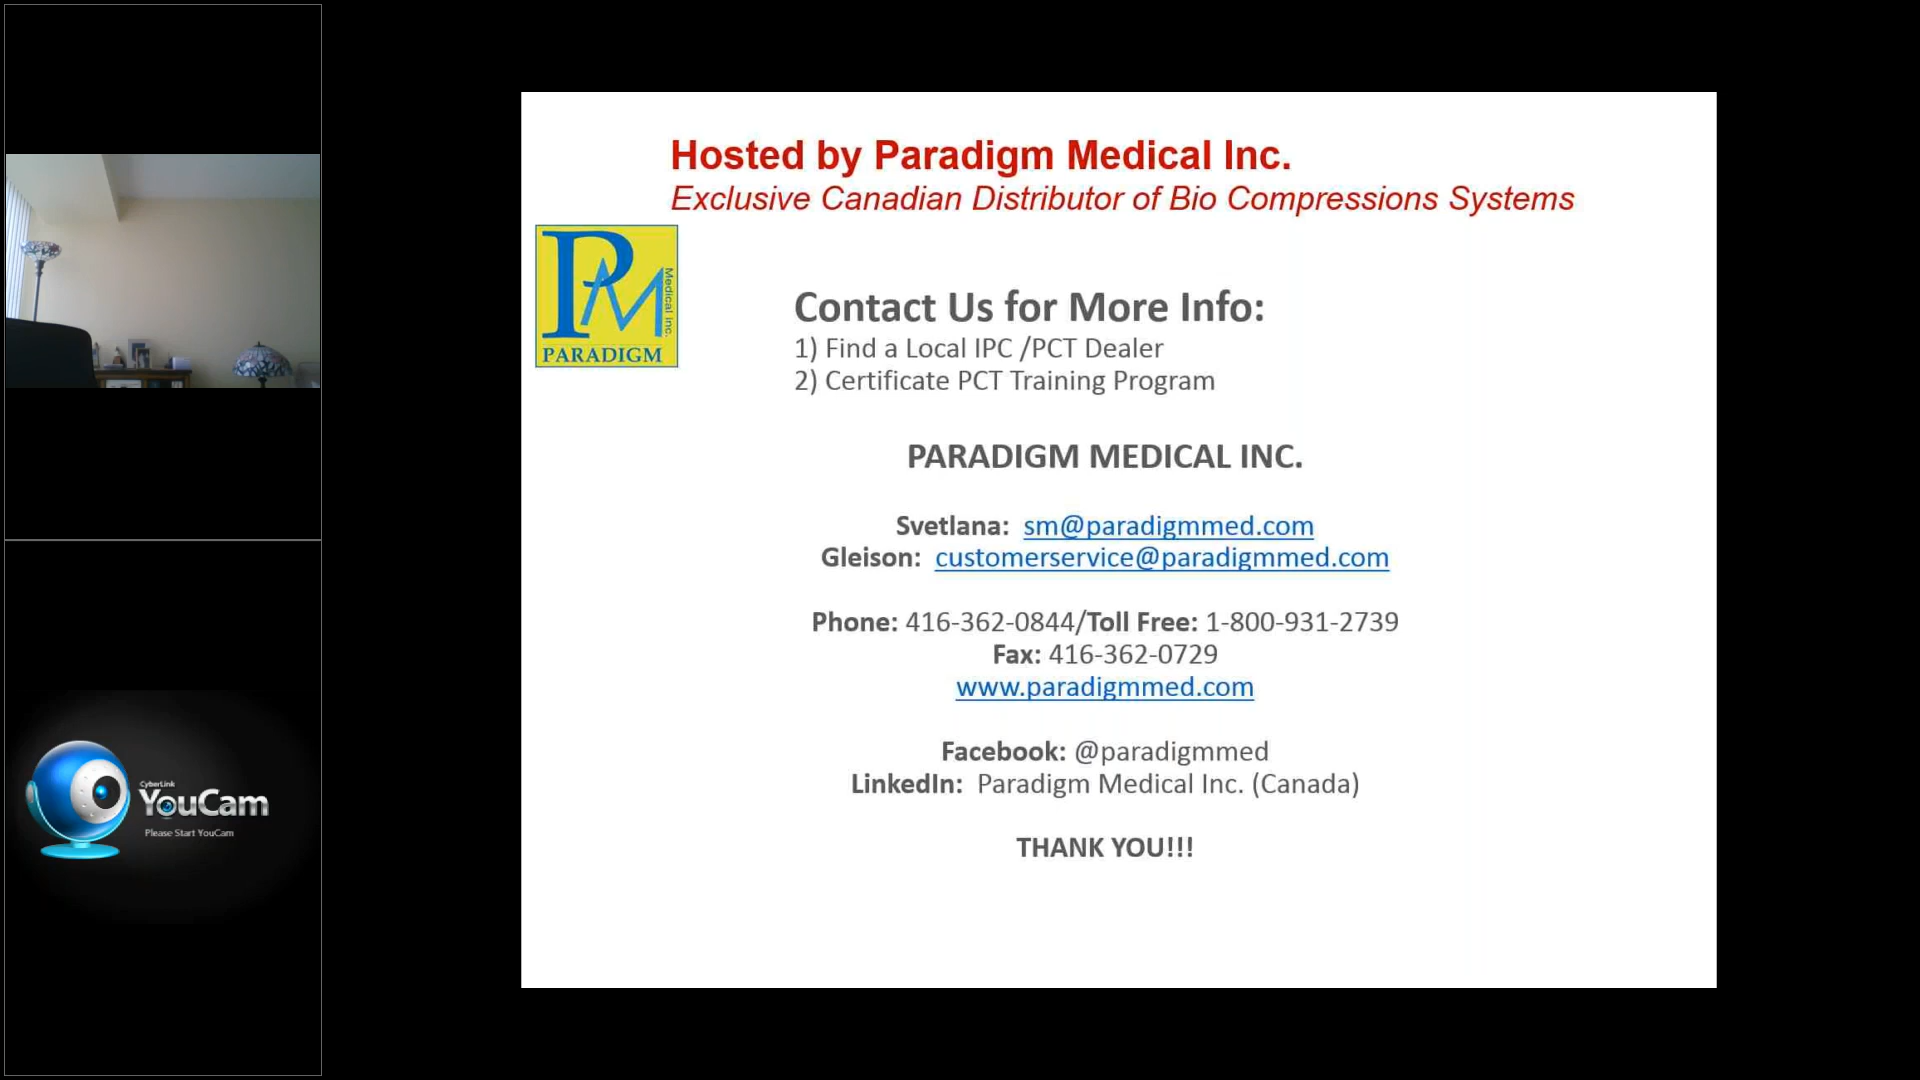 Hosted by Paradigm Medical Inc.
Exclusive Canadian Distributor of Bio Compressions Systems
PM
Medical inc.
PARADIGM
Contact Us for More Info:
1) Find a Local IPC /PCT Dealer
2) Certificate PCT Training Program
PARADIGM MEDICAL INC.
Svetlana: sm@paradigmmed.com
Gleison: customerservice@paradigmmed.com
Phone: 416-362-0844/Toll Free: 1-800-931-2739
Fax: 416-362-0729
www.paradigmmed.com
Facebook: @paradigmmed
LinkedIn: Paradigm Medical Inc. (Canada)
THANK YOU!!!
CyberLink
YouCam
Please Start YouCam